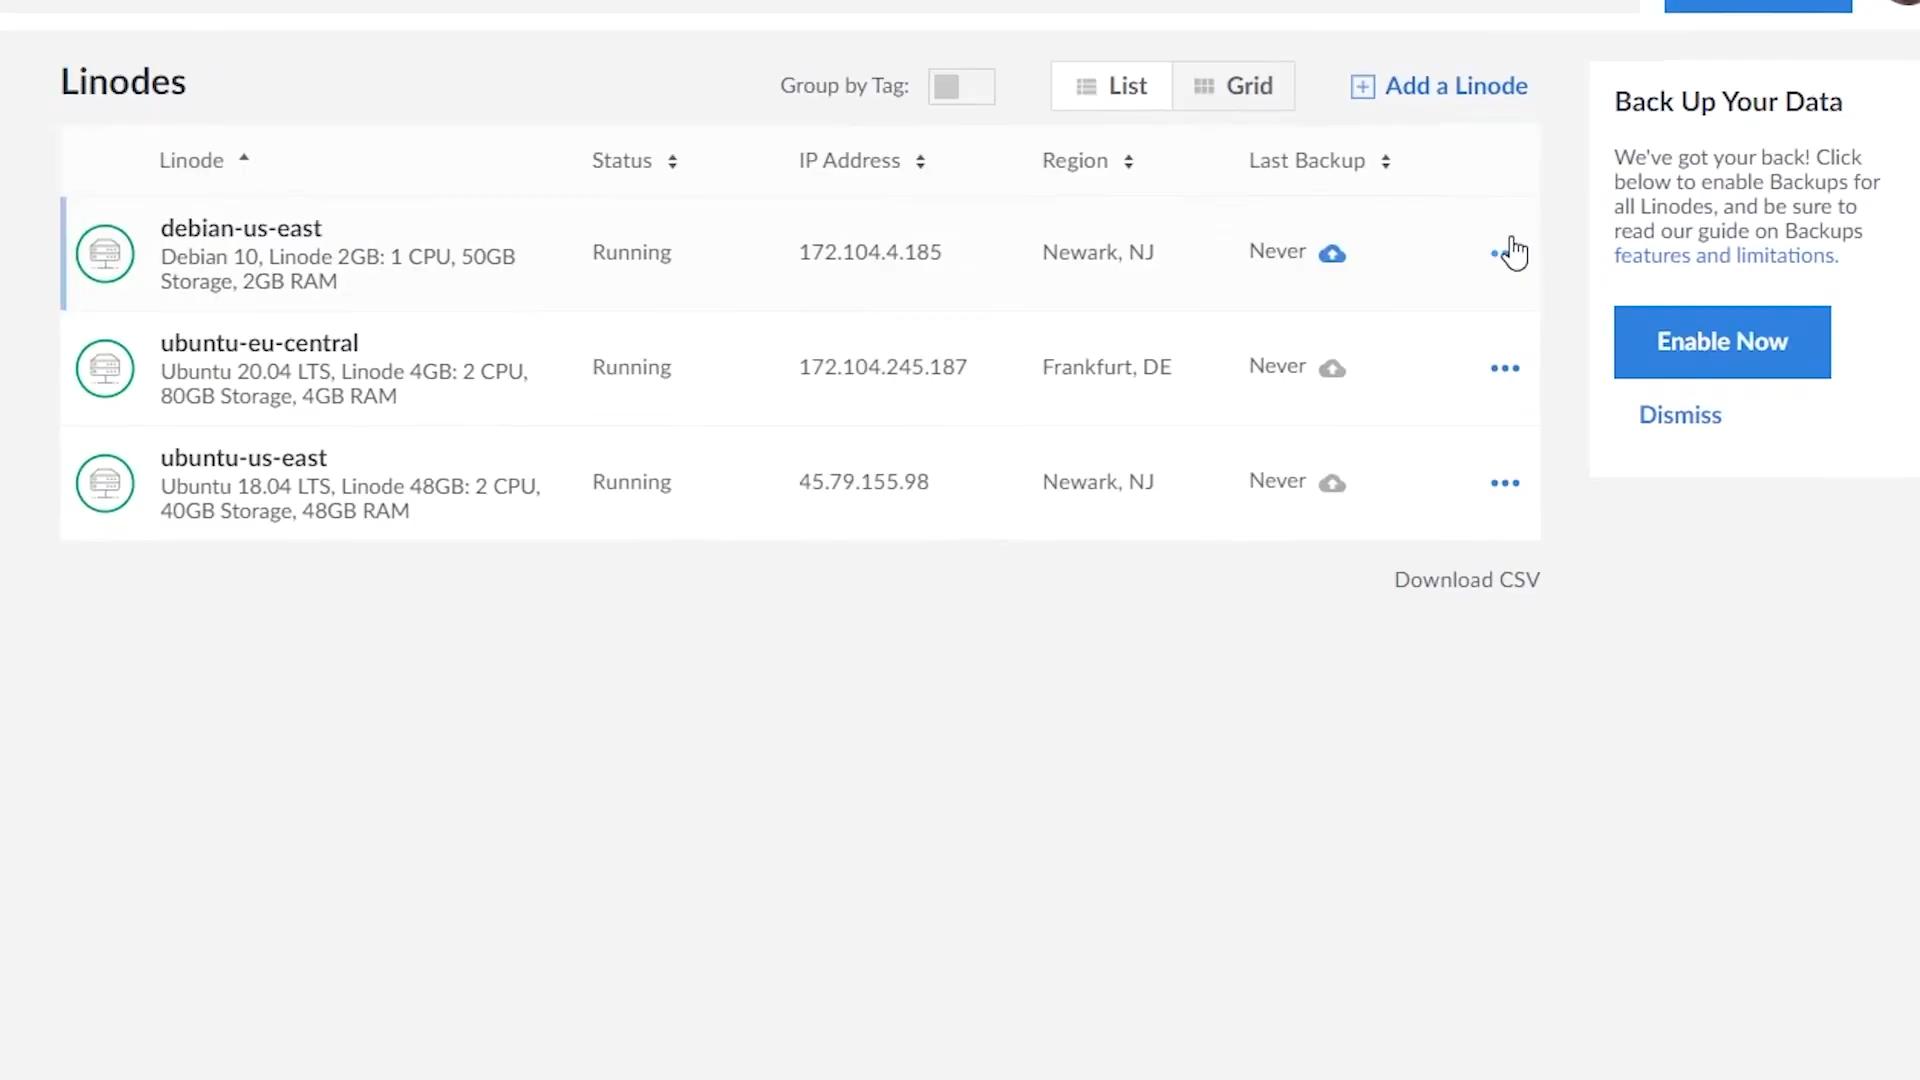 Linodes
Group by Tag:
List
Grid
Add a Linode
Linode
Status
IP Address
Region
Last Backup
debian-us-east
Debian 10, Linode 2GB: 1 CPU, 50GB
Storage, 2GB RAM
Running
172.104.4.185
Newark, NJ
Never
ubuntu-eu-central
Ubuntu 20.04 LTS, Linode 4GB: 2 CPU,
80GB Storage, 4GB RAM
Running
172.104.245.187
Frankfurt, DE
Never
ubuntu-us-east
Ubuntu 18.04 LTS, Linode 48GB: 2 CPU,
40GB Storage, 48GB RAM
Running
45.79.155.98
Newark, NJ
Never
Download CSV
Back Up Your Data
We've got your back! Click
below to enable Backups for
all Linodes, and be sure to
read our guide on Backups
features and limitations.
Enable Now
Dismiss